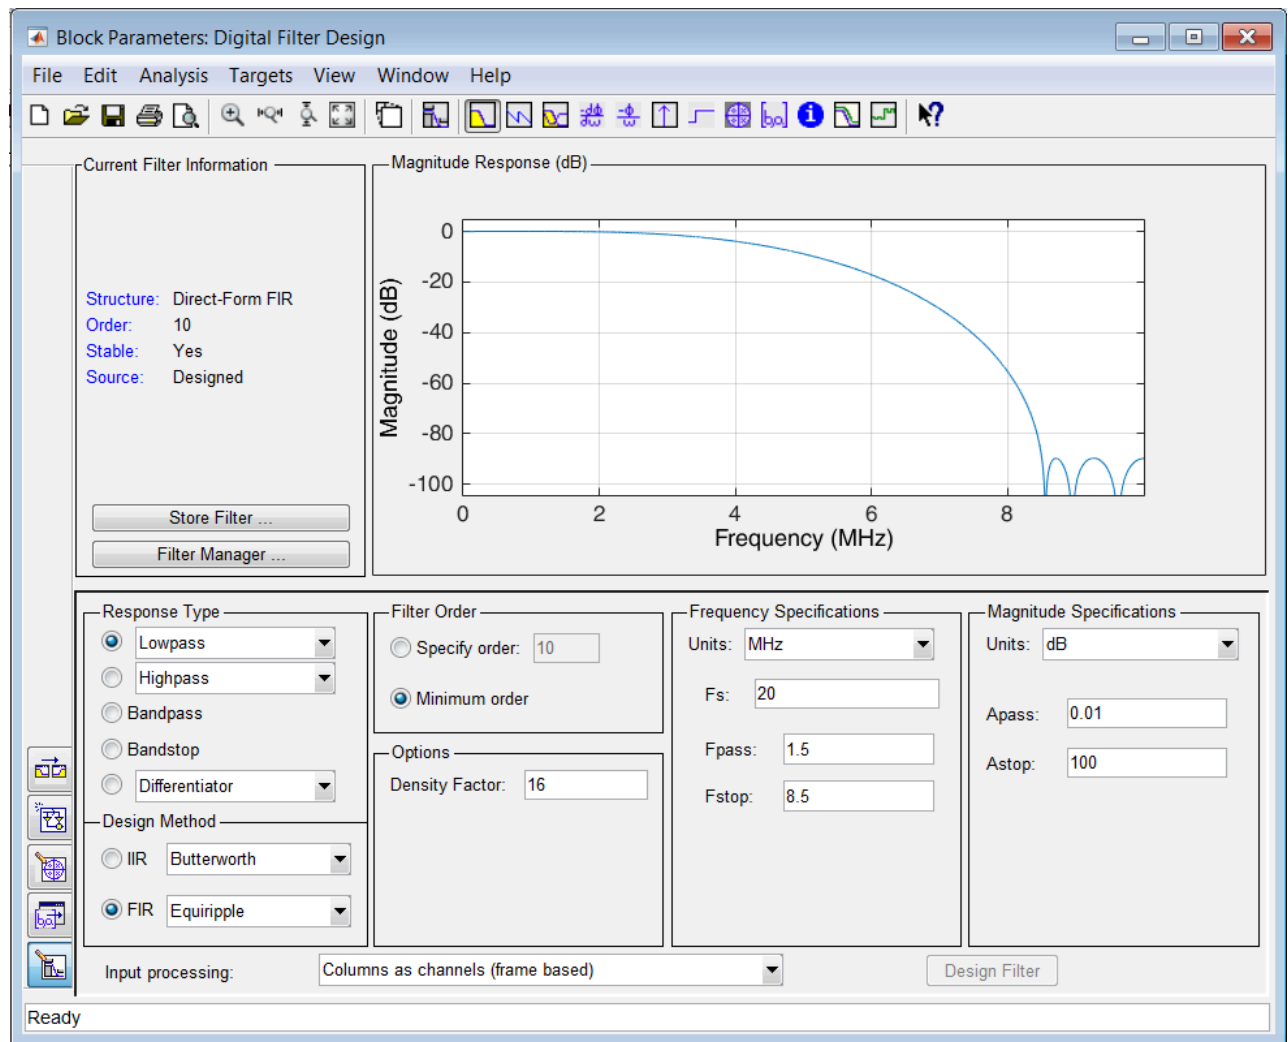 Block Parameters: Digital Filter Design
File Edit Analysis Targets View Window Help
Current Filter Information
Structure: Direct-Form FIR
Order: 10
Stable: Yes
Source: Designed
Store Filter ...
Filter Manager ...
Magnitude Response (dB)
0
-20
-40
-60
-80
-100
Magnitude (dB)
0 2 4 6 8
Frequency (MHz)
Response Type
Lowpass
Highpass
Bandpass
Bandstop
Differentiator
Design Method
IIR Butterworth
FIR Equiripple
Filter Order
Specify order: 10
Minimum order
Options
Density Factor: 16
Frequency Specifications
Units: MHz
Fs: 20
Fpass: 1.5
Fstop: 8.5
Magnitude Specifications
Units: dB
Apass: 0.01
Astop: 100
Input processing: Columns as channels (frame based) Design Filter
Ready